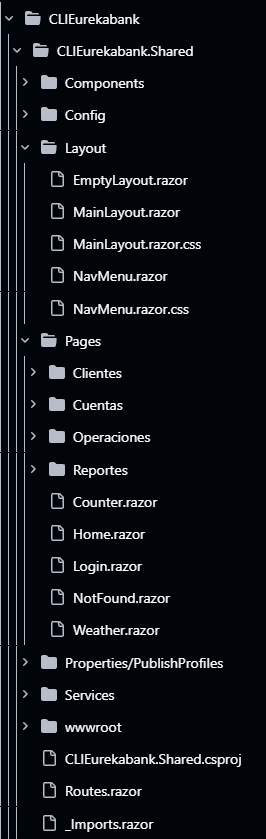 CLIEurekabank
CLIEurekabank.Shared
Components
Config
Layout
EmptyLayout.razor
MainLayout.razor
MainLayout.razor.css
NavMenu.razor
NavMenu.razor.css
Pages
Clientes
Cuentas
Operaciones
Reportes
Counter.razor
Home.razor
Login.razor
NotFound.razor
Weather.razor
Properties/PublishProfiles
Services
wwwroot
CLIEurekabank.Shared.csproj
Routes.razor
_Imports.razor